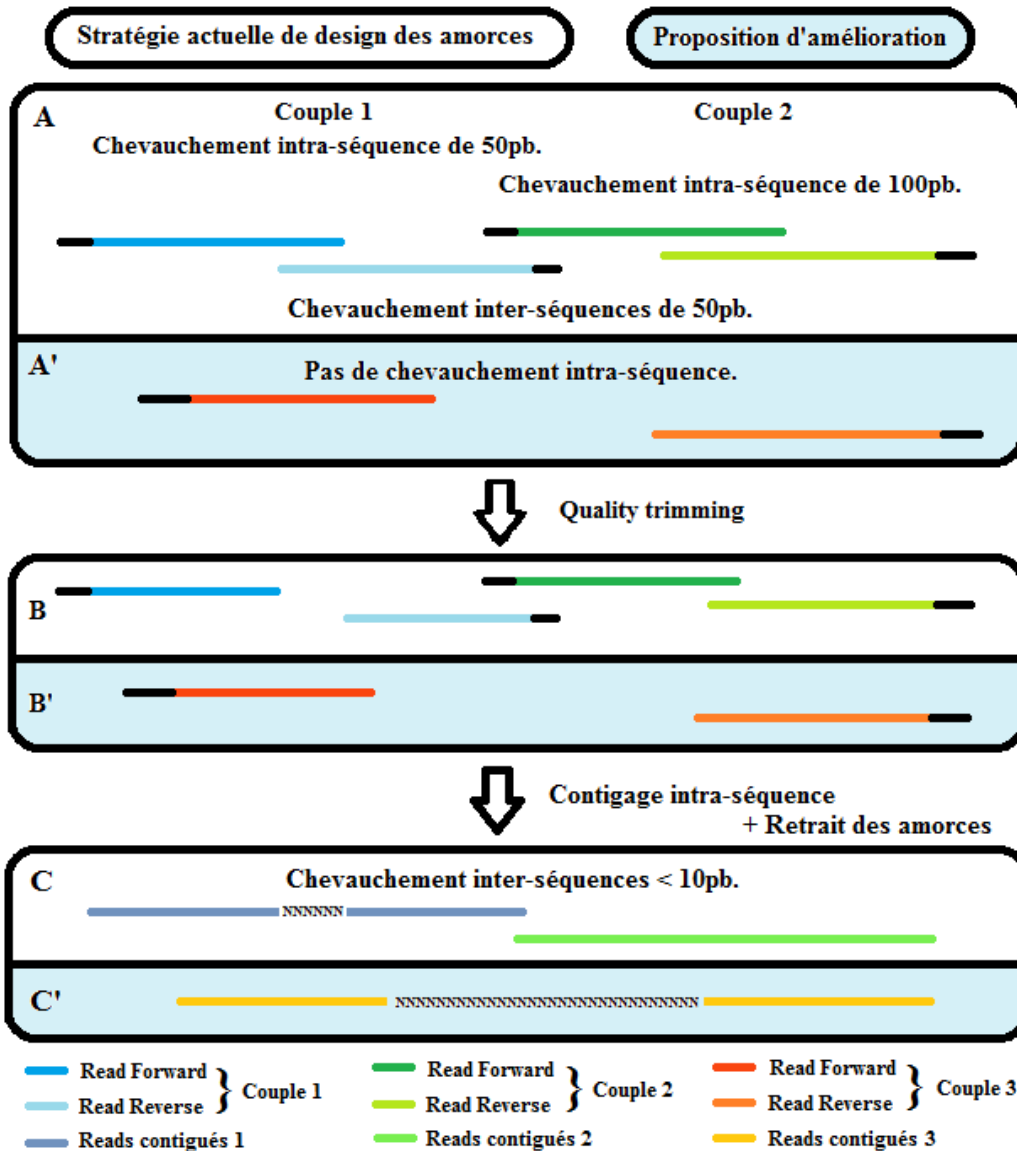 Stratégie actuelle de design des amorces
Proposition d'amélioration
A
Couple 1
Couple 2
Chevauchement intra-séquence de 50pb.
Chevauchement intra-séquence de 100pb.
Chevauchement inter-séquences de 50pb.
A'
Pas de chevauchement intra-séquence.
Quality trimming
B
B'
Contigage intra-séquence
+ Retrait des amorces
C
Chevauchement inter-séquences < 10pb.
NNNNNN
C'
NNNNNNNNNNNNNNNNNNNNNNNNNNNNNN
Read Forward
Read Reverse
} Couple 1
Reads contigués 1
Read Forward
Read Reverse
} Couple 2
Reads contigués 2
Read Forward
Read Reverse
} Couple 3
Reads contigués 3